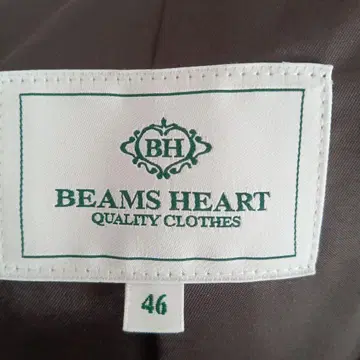 BH
BEAMS HEART
QUALITY CLOTHES
46